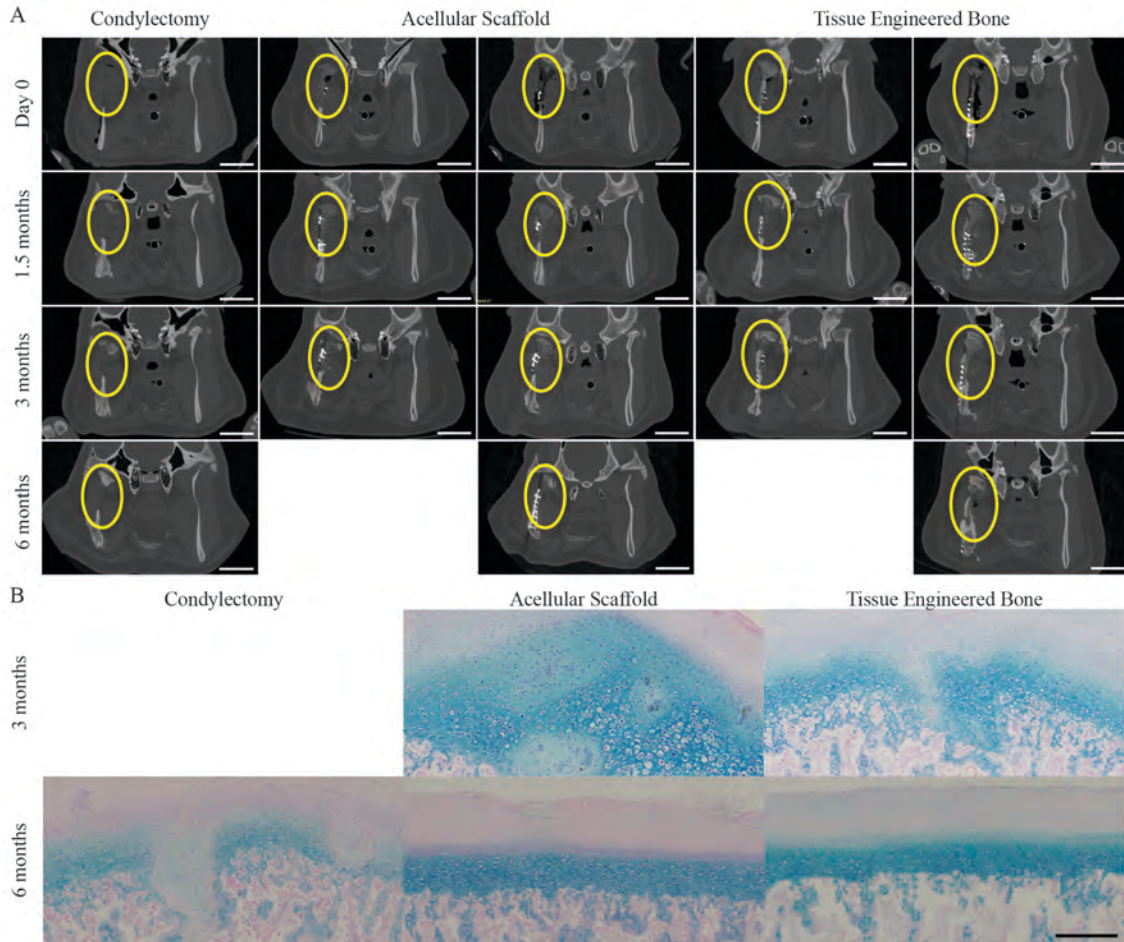 A
Condylectomy
Acellular Scaffold
Tissue Engineered Bone
Day 0
1.5 months
3 months
6 months
B
Condylectomy
Acellular Scaffold
Tissue Engineered Bone
3 months
6 months